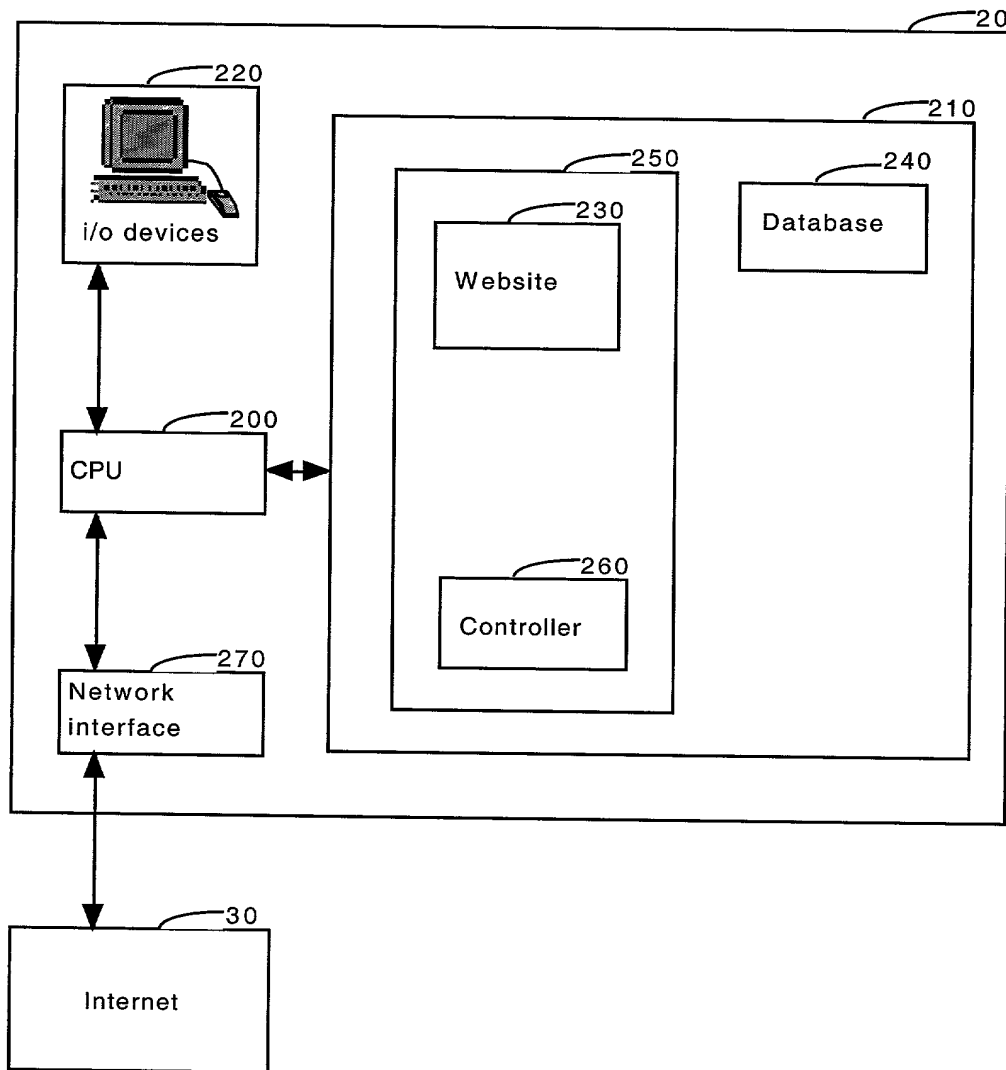 20
220
i/o devices
210
250
240
230
Database
Website
200
CPU
260
Controller
270
Network
interface
30
Internet